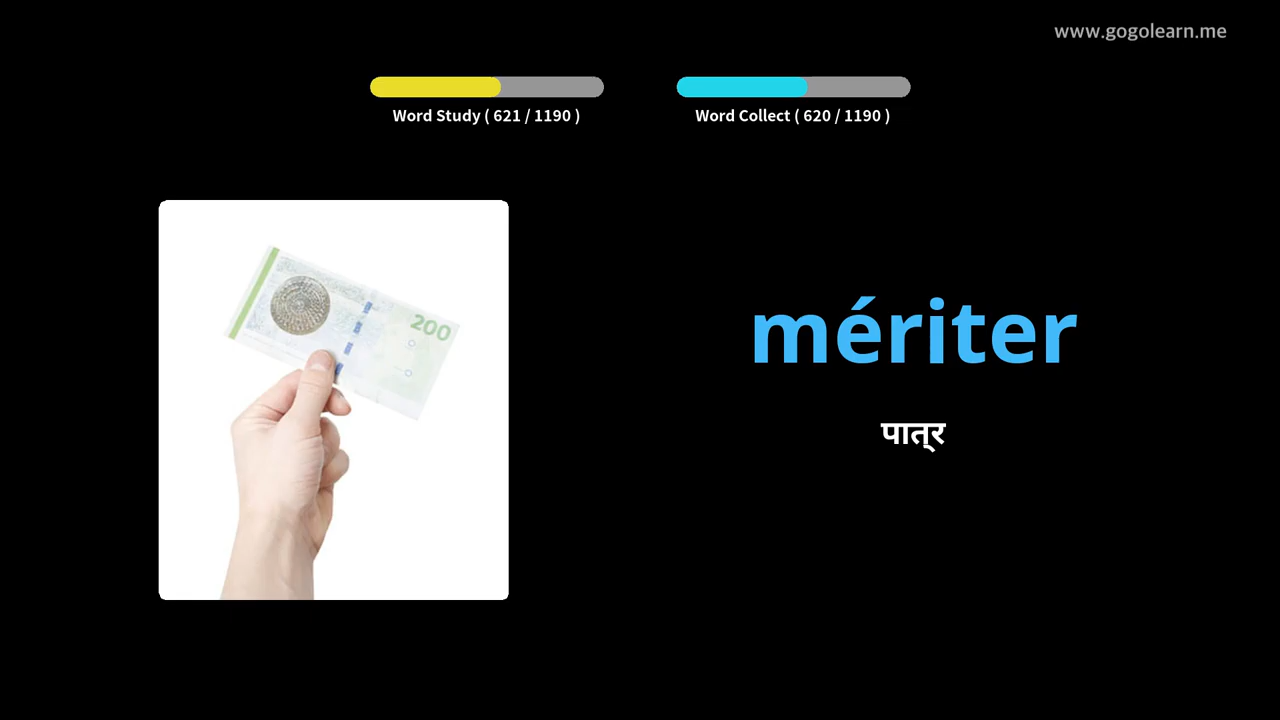 www.gogolearn.me
Word Study ( 621 / 1190 )
Word Collect ( 620 / 1190 )
200
mériter
पात्र